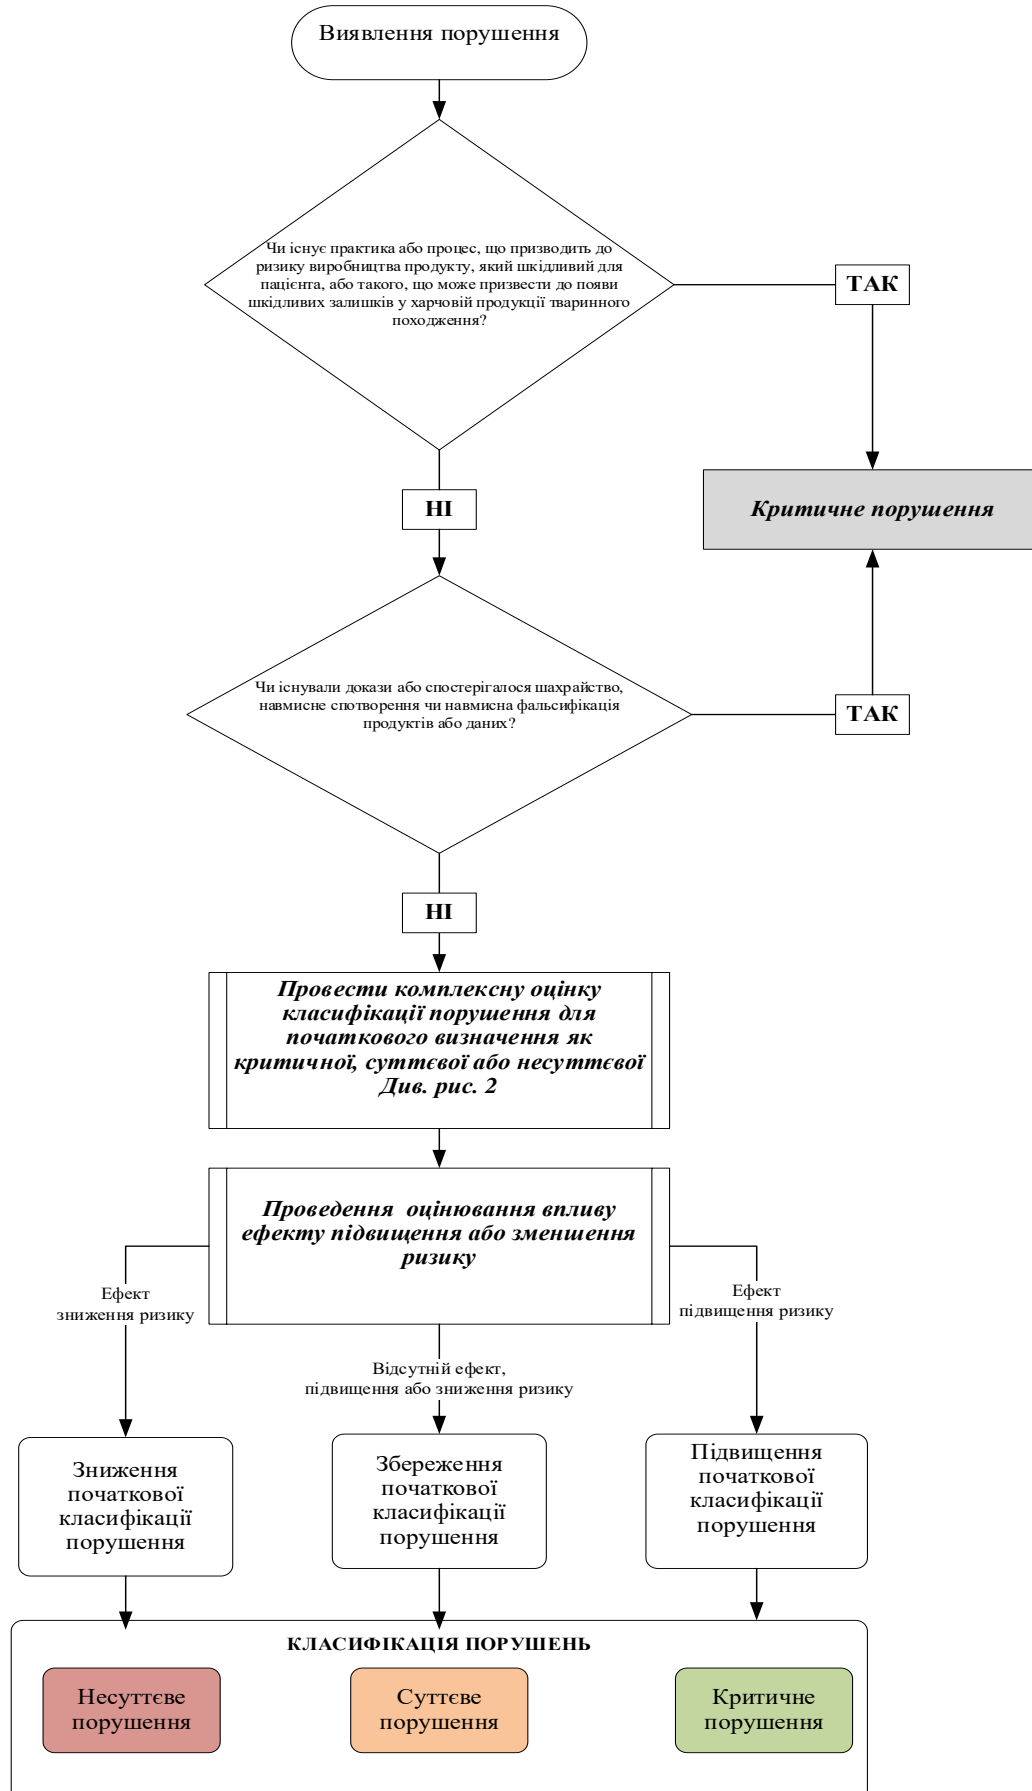 Виявлення порушення
Чи існує практика або процес, що призводить до
ризику виробництва продукту, який шкідливий для
пацієнта, або такого, що може призвести до появи
шкідливих залишків у харчовій продукції тваринного
походження?
ТАК
НІ
Критичне порушення
Чи існували докази або спостерігалося шахрайство,
навмисне спотворення чи навмисна фальсифікація
продуктів або даних?
ТАК
НІ
Провести комплексну оцінку
класифікації порушення для
початкового визначення як
критичної, суттєвої або несуттєвої
Див. рис. 2
Проведення оцінювання впливу
ефекту підвищення або зменшення
ризику
Ефект
зниження ризику
Відсутній ефект,
підвищення або зниження ризику
Ефект
підвищення ризику
Зниження
початкової
класифікації
порушення
Збереження
початкової
класифікації
порушення
Підвищення
початкової
класифікації
порушення
КЛАСИФІКАЦІЯ ПОРУШЕНЬ
Несуттєве
порушення
Суттєве
порушення
Критичне
порушення